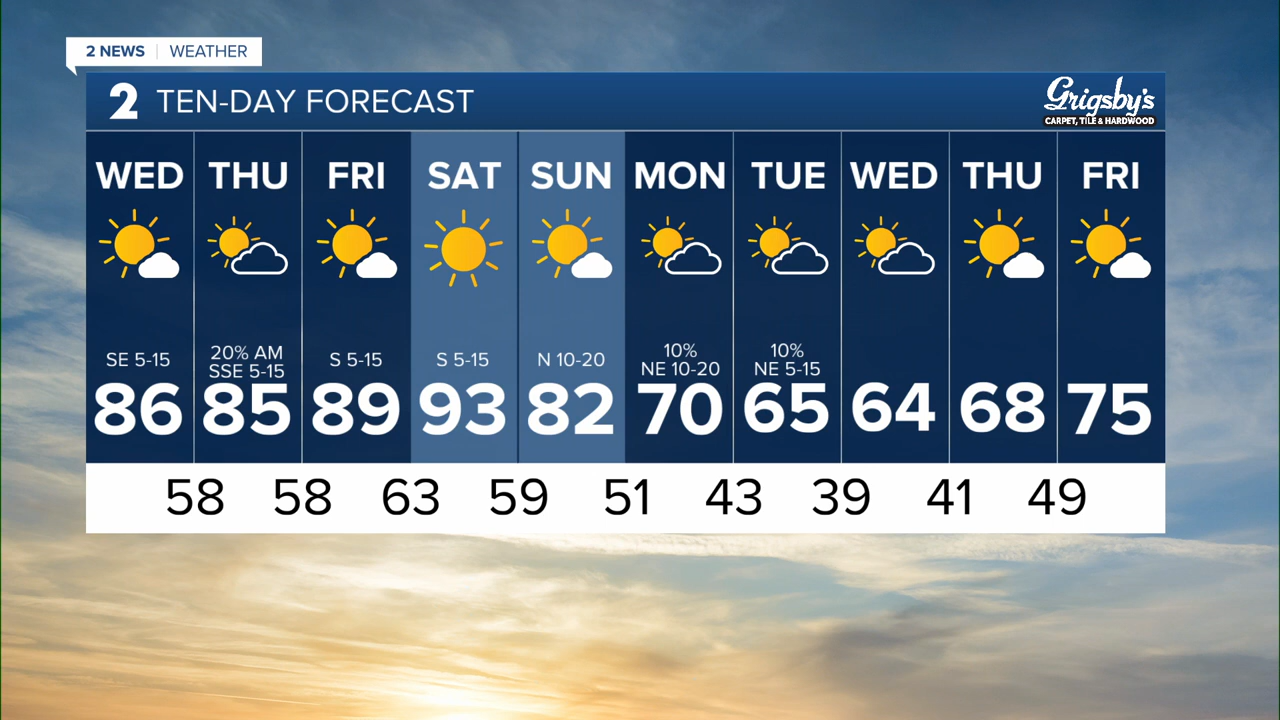 2 NEWS | WEATHER
2 TEN-DAY FORECAST
Grigsby's
CARPET, TILE & HARDWOOD
WED THU FRI SAT SUN MON TUE WED THU FRI
SE 5-15 20% AM SSE 5-15 S 5-15 S 5-15 N 10-20 10% NE 10-20 10% NE 5-15
86 85 89 93 82 70 65 64 68 75
58 58 63 59 51 43 39 41 49